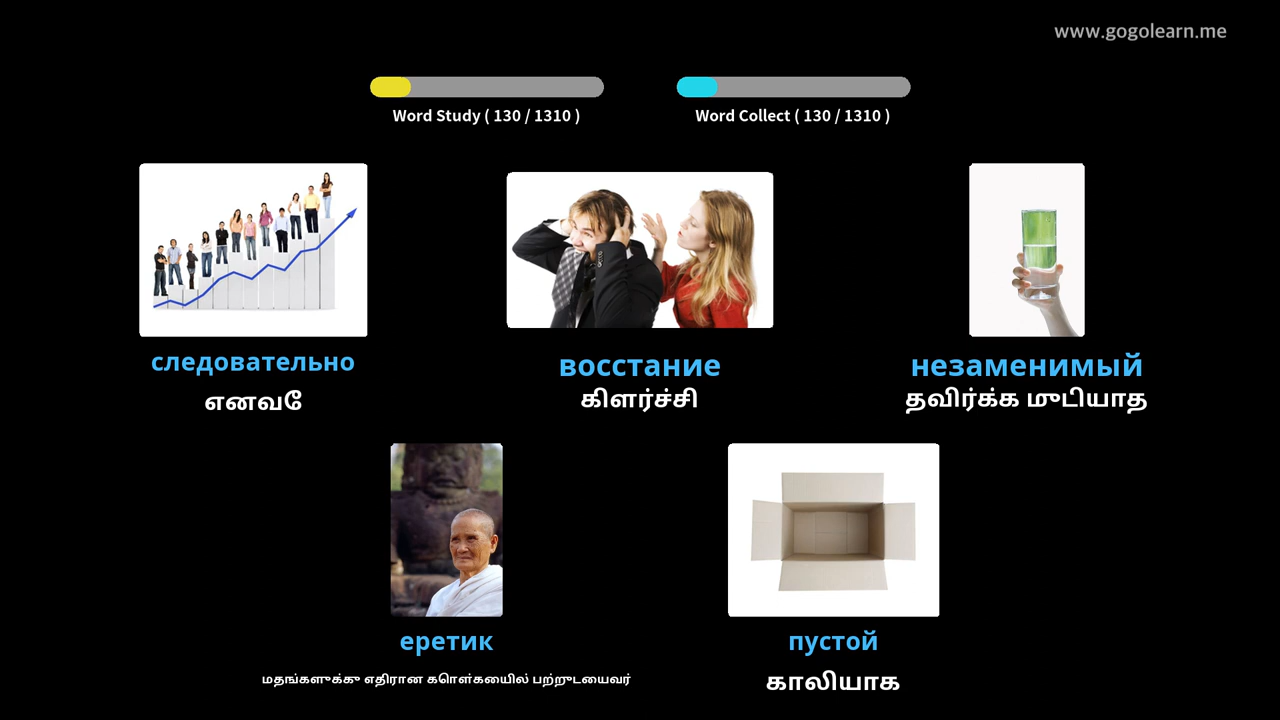 www.gogolearn.me
Word Study ( 130 / 1310 )
Word Collect ( 130 / 1310 )
следовательно
எனவே
восстание
கிளர்ச்சி
незаменимый
தவிர்க்க முடியாத
еретик
மதங்களுக்கு எதிரான கொள்கையில் பற்றுடையவர்
пустой
காலியாக